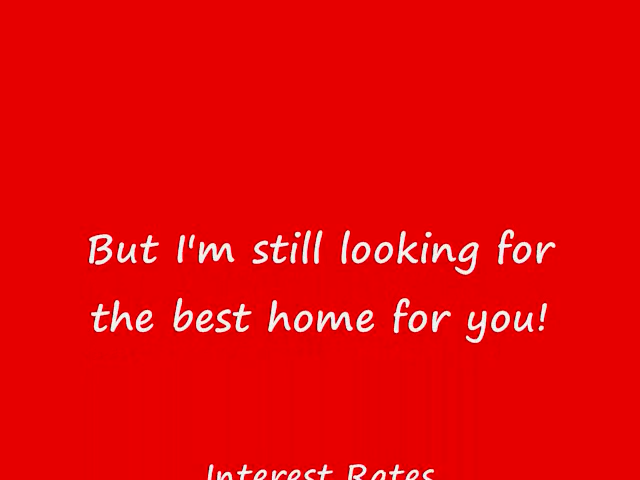 But I'm still looking for
the best home for you!
Interest Rates